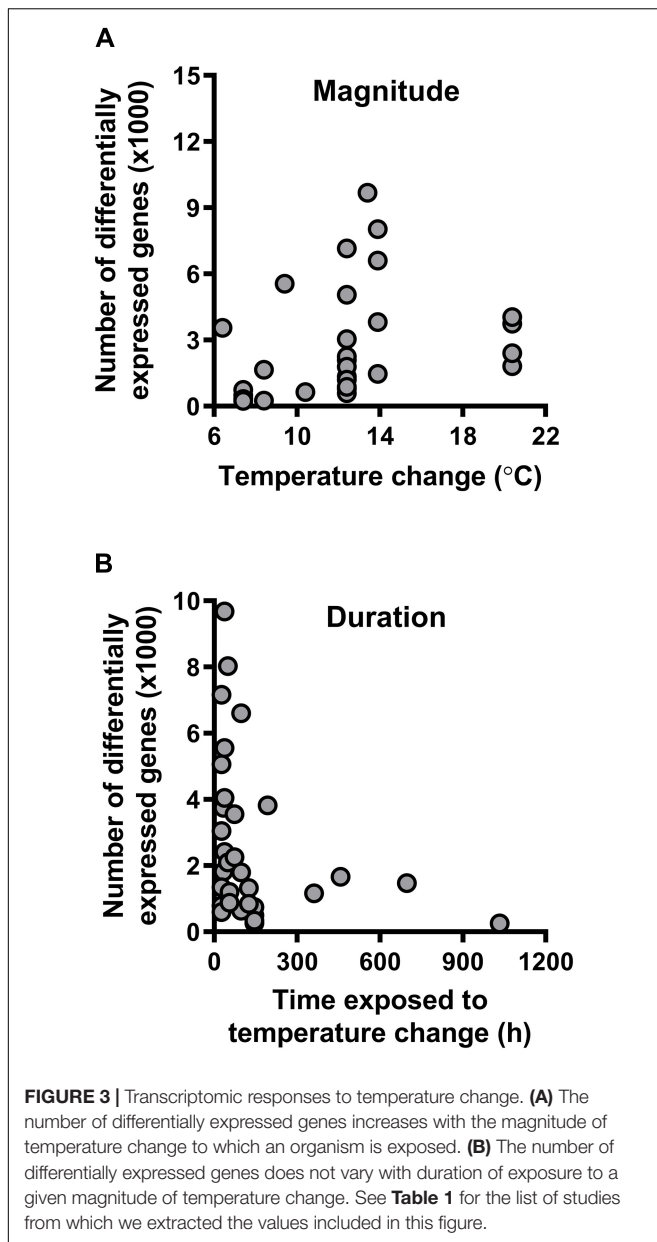 A
Magnitude
Number of differentially
expressed genes (x1000)
15
12
9
6
3
0
6
10
14
18
22
Temperature change (°C)
B
Duration
Number of differentially
expressed genes (x1000)
10
8
6
4
2
0
0
300
600
900
1200
Time exposed to
temperature change (h)
FIGURE 3 | Transcriptomic responses to temperature change. (A) The
number of differentially expressed genes increases with the magnitude of
temperature change to which an organism is exposed. (B) The number of
differentially expressed genes does not vary with duration of exposure to a
given magnitude of temperature change. See Table 1 for the list of studies
from which we extracted the values included in this figure.